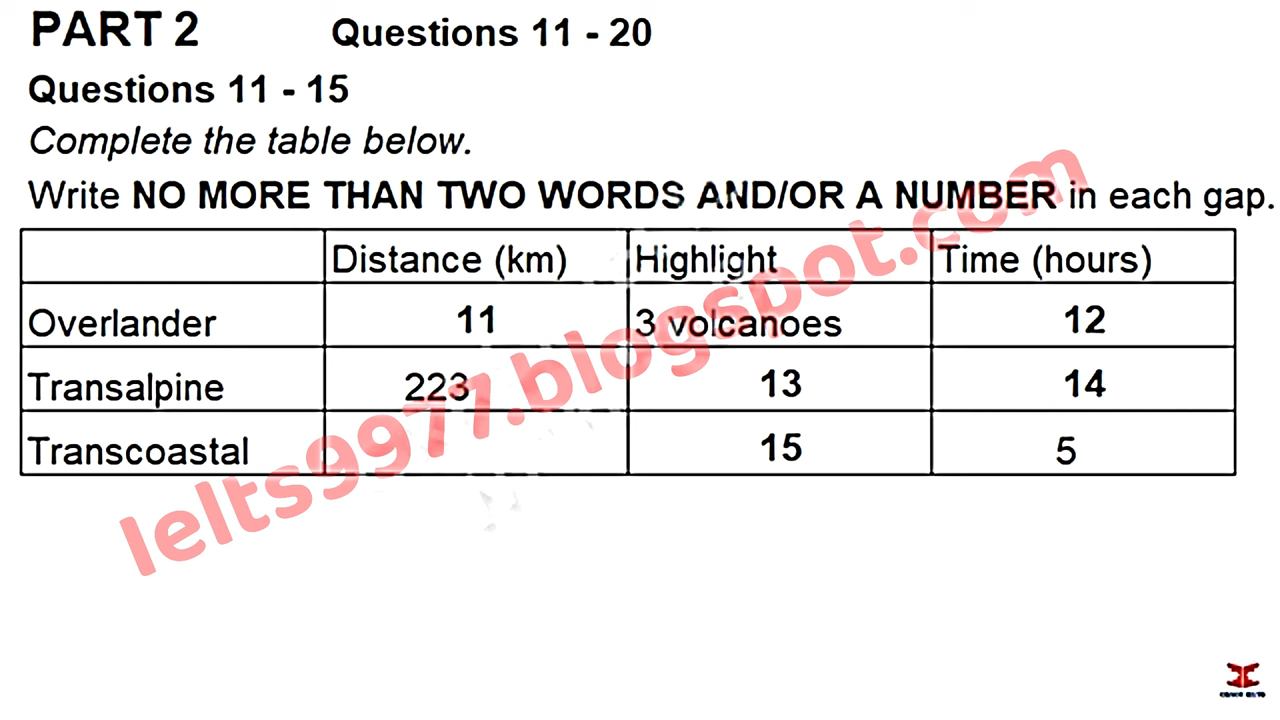 PART 2 Questions 11 - 20
Questions 11 - 15
Complete the table below.
Write NO MORE THAN TWO WORDS AND/OR A NUMBER in each gap.
Distance (km) Highlight Time (hours)
Overlander 11 3 volcanoes 12
Transalpine 223 13 14
Transcoastal 15 5
Ielts9977.blogspot.com